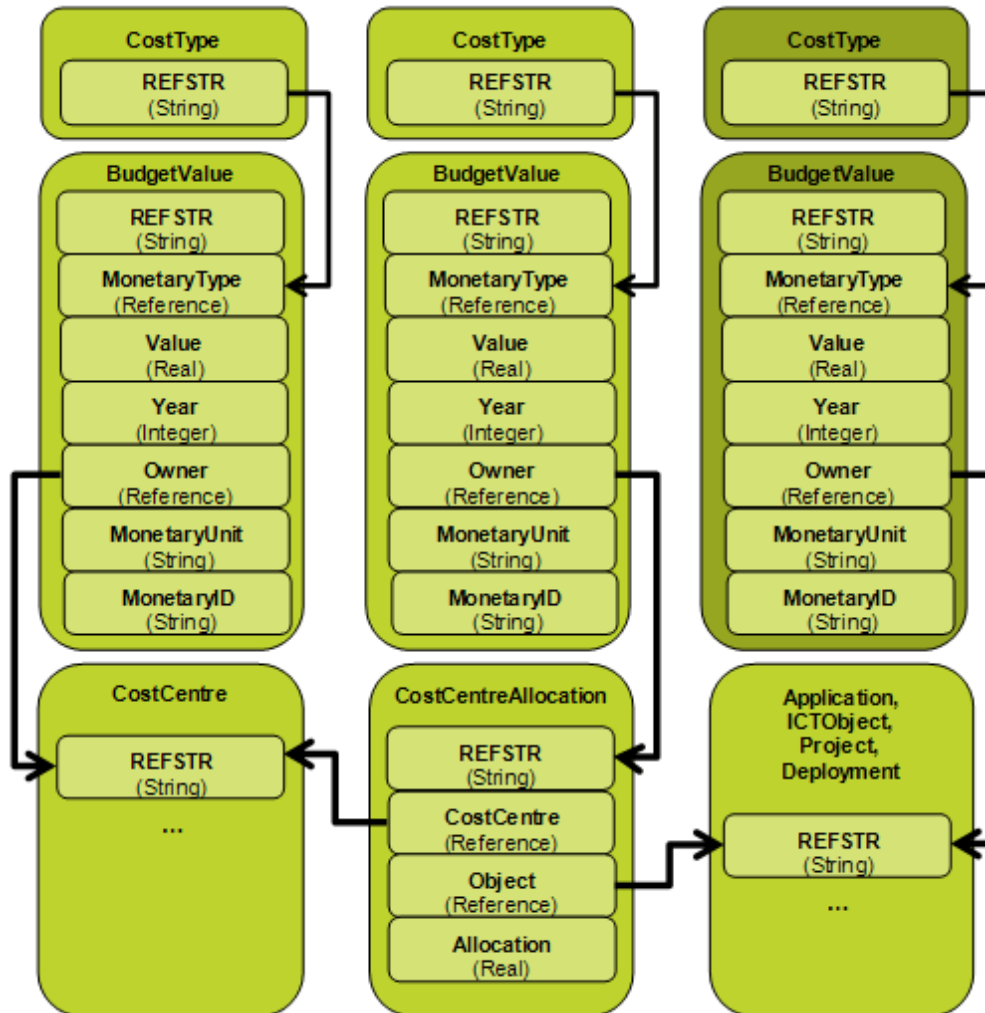 CostType
REFSTR
(String)
BudgetValue
REFSTR
(String)
MonetaryType
(Reference)
Value
(Real)
Year
(Integer)
Owner
(Reference)
MonetaryUnit
(String)
MonetaryID
(String)
CostCentre
REFSTR
(String)
...
CostType
REFSTR
(String)
BudgetValue
REFSTR
(String)
MonetaryType
(Reference)
Value
(Real)
Year
(Integer)
Owner
(Reference)
MonetaryUnit
(String)
MonetaryID
(String)
CostCentreAllocation
REFSTR
(String)
CostCentre
(Reference)
Object
(Reference)
Allocation
(Real)
CostType
REFSTR
(String)
BudgetValue
REFSTR
(String)
MonetaryType
(Reference)
Value
(Real)
Year
(Integer)
Owner
(Reference)
MonetaryUnit
(String)
MonetaryID
(String)
Application,
ICTObject,
Project,
Deployment
REFSTR
(String)
...